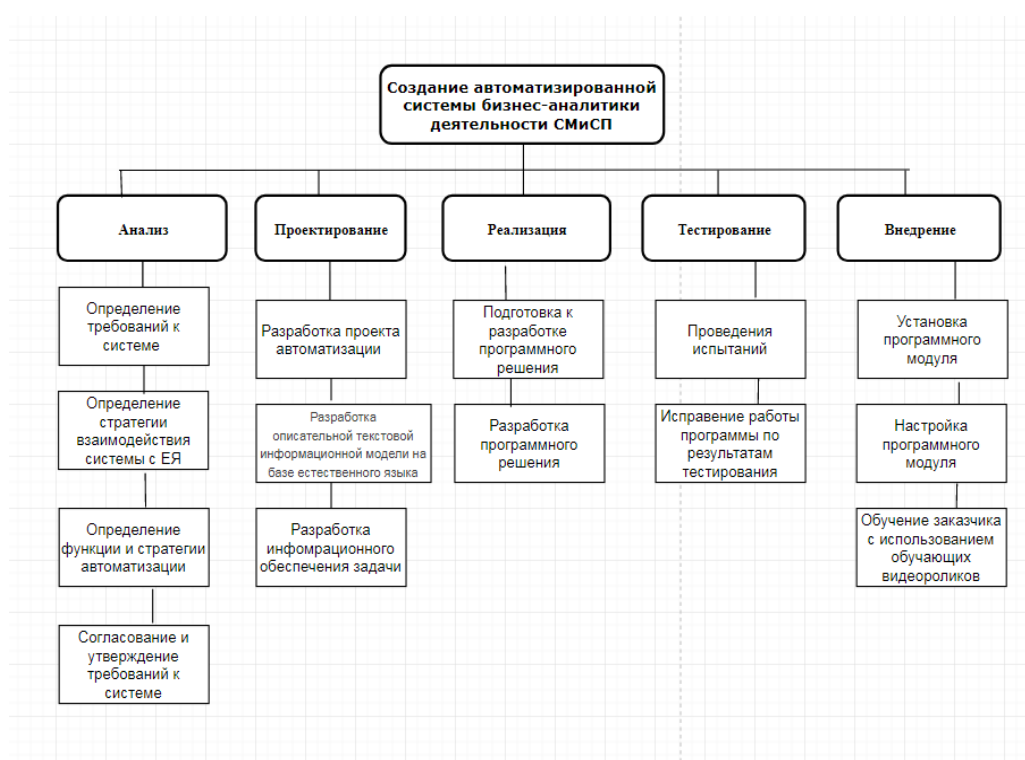 Создание автоматизированной
системы бизнес-аналитики
деятельности СМиСП
Анализ
Проектирование
Реализация
Тестирование
Внедрение
Определение
требований к
системе
Определение
стратегии
взаимодействия
системы с ЕЯ
Определение
функции и стратегии
автоматизации
Согласование и
утверждение
требований к
системе
Разработка проекта
автоматизации
Разработка
описательной текстовой
информационной модели на
базе естественного языка
Разработка
инфомрационного
обеспечения задачи
Подготовка к
разработке
программного
решения
Разработка
программного
решения
Проведения
испытаний
Исправение работы
программы по
результатам
тестирования
Установка
программного
модуля
Настройка
программного
модуля
Обучение заказчика
с использованием
обучающих
видеороликов